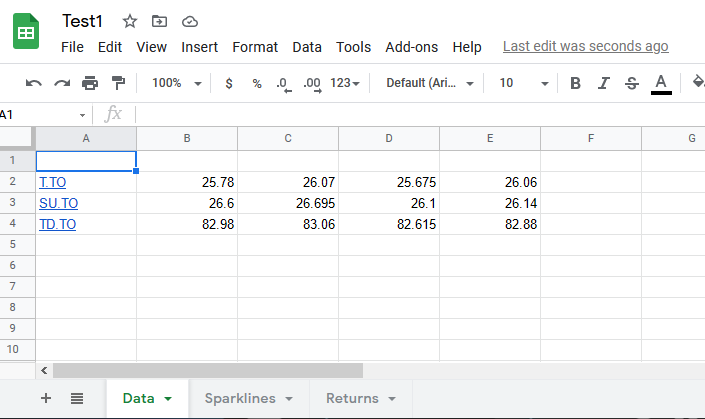 Test1
File Edit View Insert Format Data Tools Add-ons Help Last edit was seconds ago
100% $ % .0 .00 123 Default (Ari... 10 B I S A
A1 fx
A B C D E F G
1
2 T.TO 25.78 26.07 25.675 26.06
3 SU.TO 26.6 26.695 26.1 26.14
4 TD.TO 82.98 83.06 82.615 82.88
5
6
7
8
9
10
Data Sparklines Returns